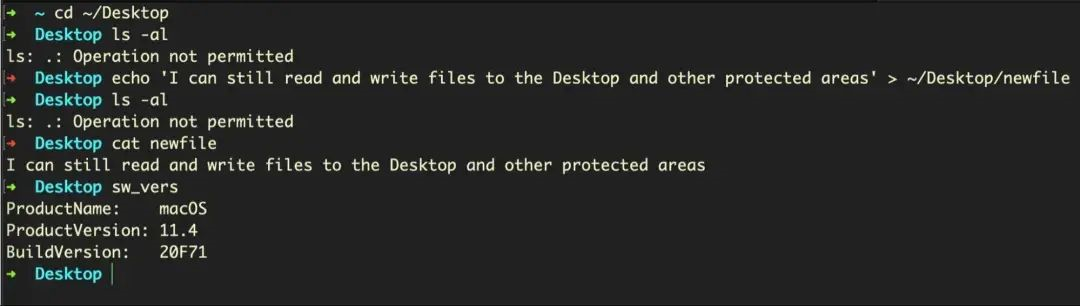 ➜  ~ cd ~/Desktop
➜  Desktop ls -al
ls: .: Operation not permitted
➜  Desktop echo 'I can still read and write files to the Desktop and other protected areas' > ~/Desktop/newfile
➜  Desktop ls -al
ls: .: Operation not permitted
➜  Desktop cat newfile
I can still read and write files to the Desktop and other protected areas
➜  Desktop sw_vers
ProductName:    macOS
ProductVersion: 11.4
BuildVersion:   20F71
➜  Desktop